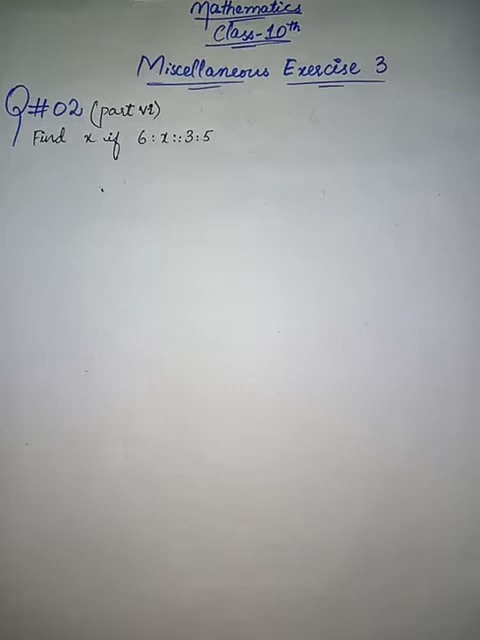 Mathematics
Class-10th
Miscellaneous Exercise 3
Q#02 (part vi)
Find x if 6:x::3:5